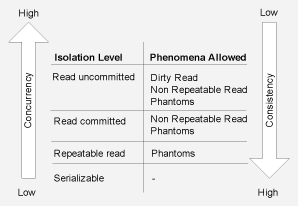 High
Low
Isolation Level
Phenomena Allowed
Read uncommitted
Dirty Read
Non Repeatable Read
Phantoms
Read committed
Non Repeatable Read
Phantoms
Repeatable read
Phantoms
Serializable
-
Concurrency
Consistency
Low
High